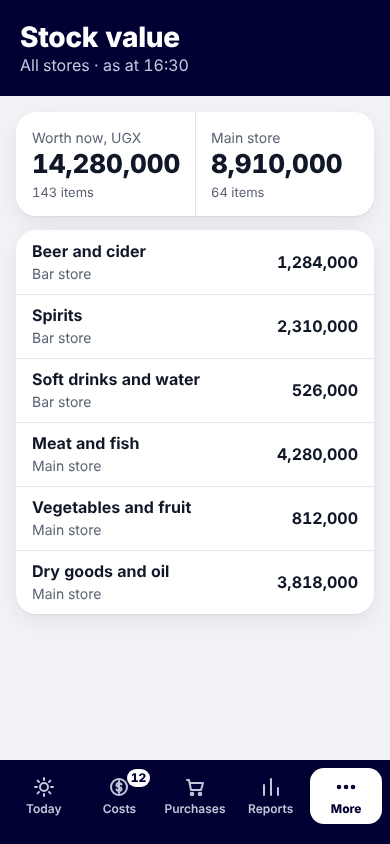 Stock value
All stores · as at 16:30
Worth now, UGX
14,280,000
143 items
Main store
8,910,000
64 items
Beer and cider
Bar store
1,284,000
Spirits
Bar store
2,310,000
Soft drinks and water
Bar store
526,000
Meat and fish
Main store
4,280,000
Vegetables and fruit
Main store
812,000
Dry goods and oil
Main store
3,818,000
Today
12
Costs
Purchases
Reports
More